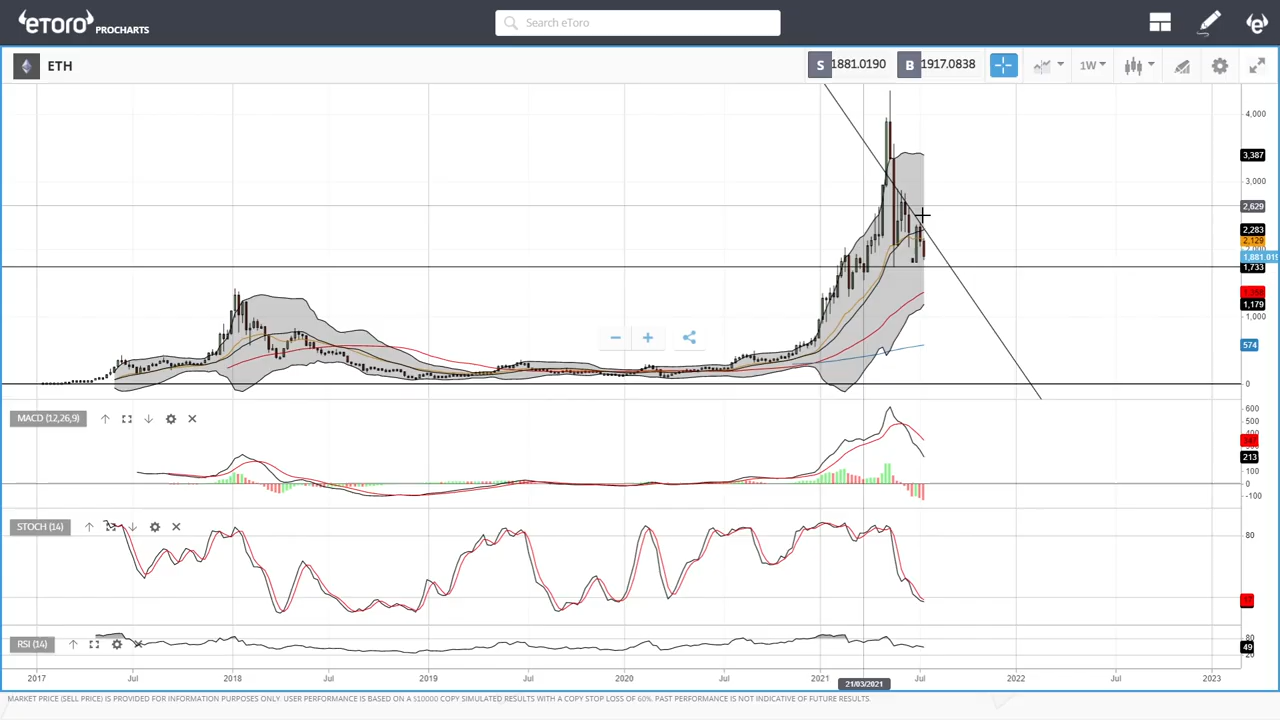 eToro PROCHARTS
Search eToro
ETH
S 1881.0190 B 1917.0838
1W
4,000
3,387
3,000
2,629
2,283
2,129
1,881.019
1,733
1,179
1,000
574
0
MACD (12,26,9)
600
500
213
100
0
-100
STOCH (14)
80
RSI (14)
80
49
20
2017 Jul 2018 Jul 2019 Jul 2020 Jul 2021 Jul 2022 Jul 2023
21/03/2021
MARKET PRICE (SELL PRICE) IS PROVIDED FOR INFORMATION PURPOSES ONLY. USER PERFORMANCE IS BASED ON A $10000 COPY SIMULATED RESULTS WITH A COPY STOP LOSS OF 60%. PAST PERFORMANCE IS NOT INDICATIVE OF FUTURE RESULTS